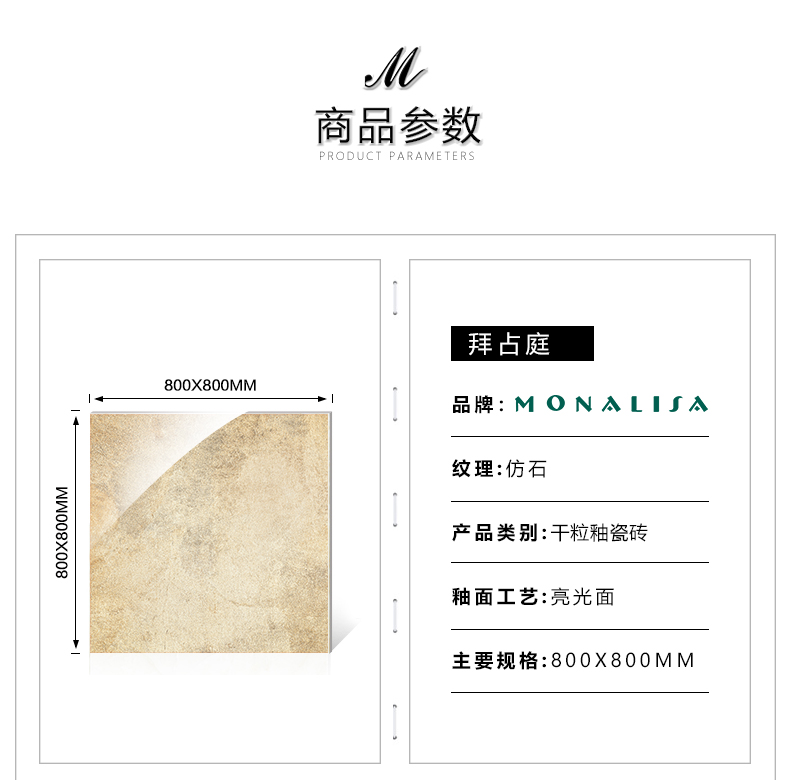 M
商品参数
PRODUCT PARAMETERS
800X800MM
800X800MM
拜占庭
品牌: MONALISA
纹理:仿石
产品类别:干粒釉瓷砖
釉面工艺:亮光面
主要规格:800X800MM